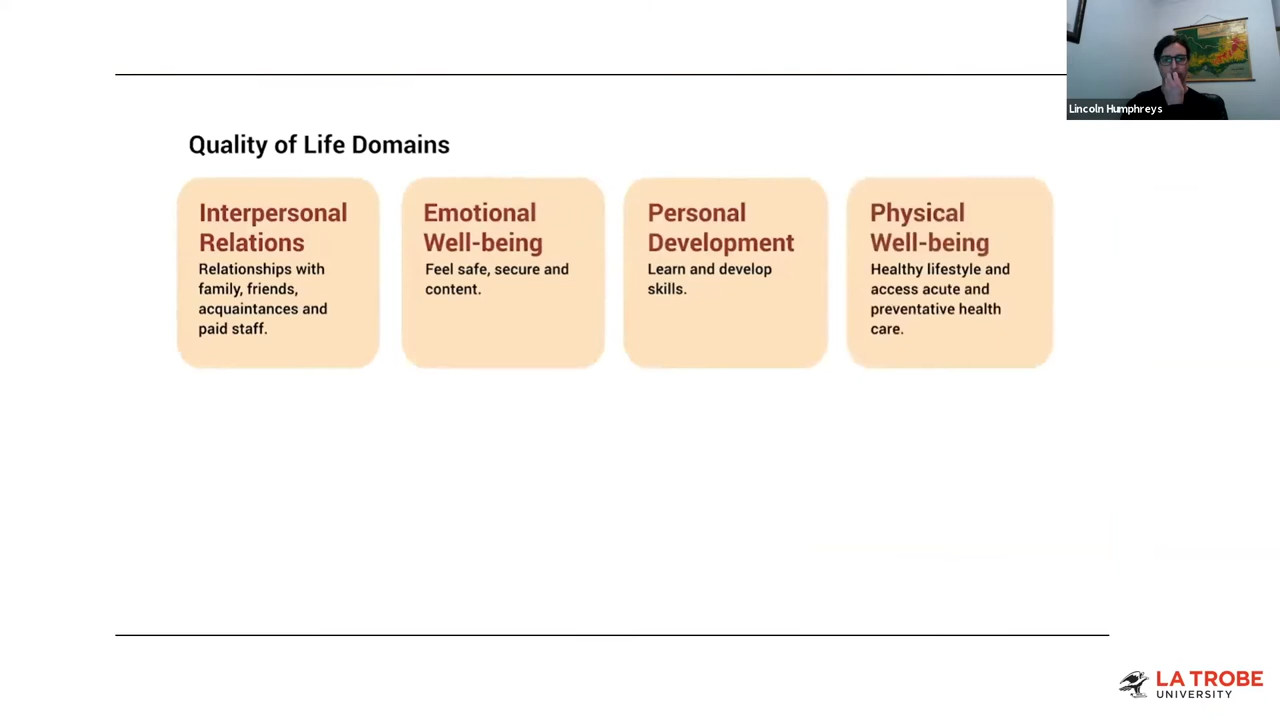 Lincoln Humphreys
Quality of Life Domains
Interpersonal
Relations
Relationships with
family, friends,
acquaintances and
paid staff.
Emotional
Well-being
Feel safe, secure and
content.
Personal
Development
Learn and develop
skills.
Physical
Well-being
Healthy lifestyle and
access acute and
preventative health
care.
LA TROBE
UNIVERSITY